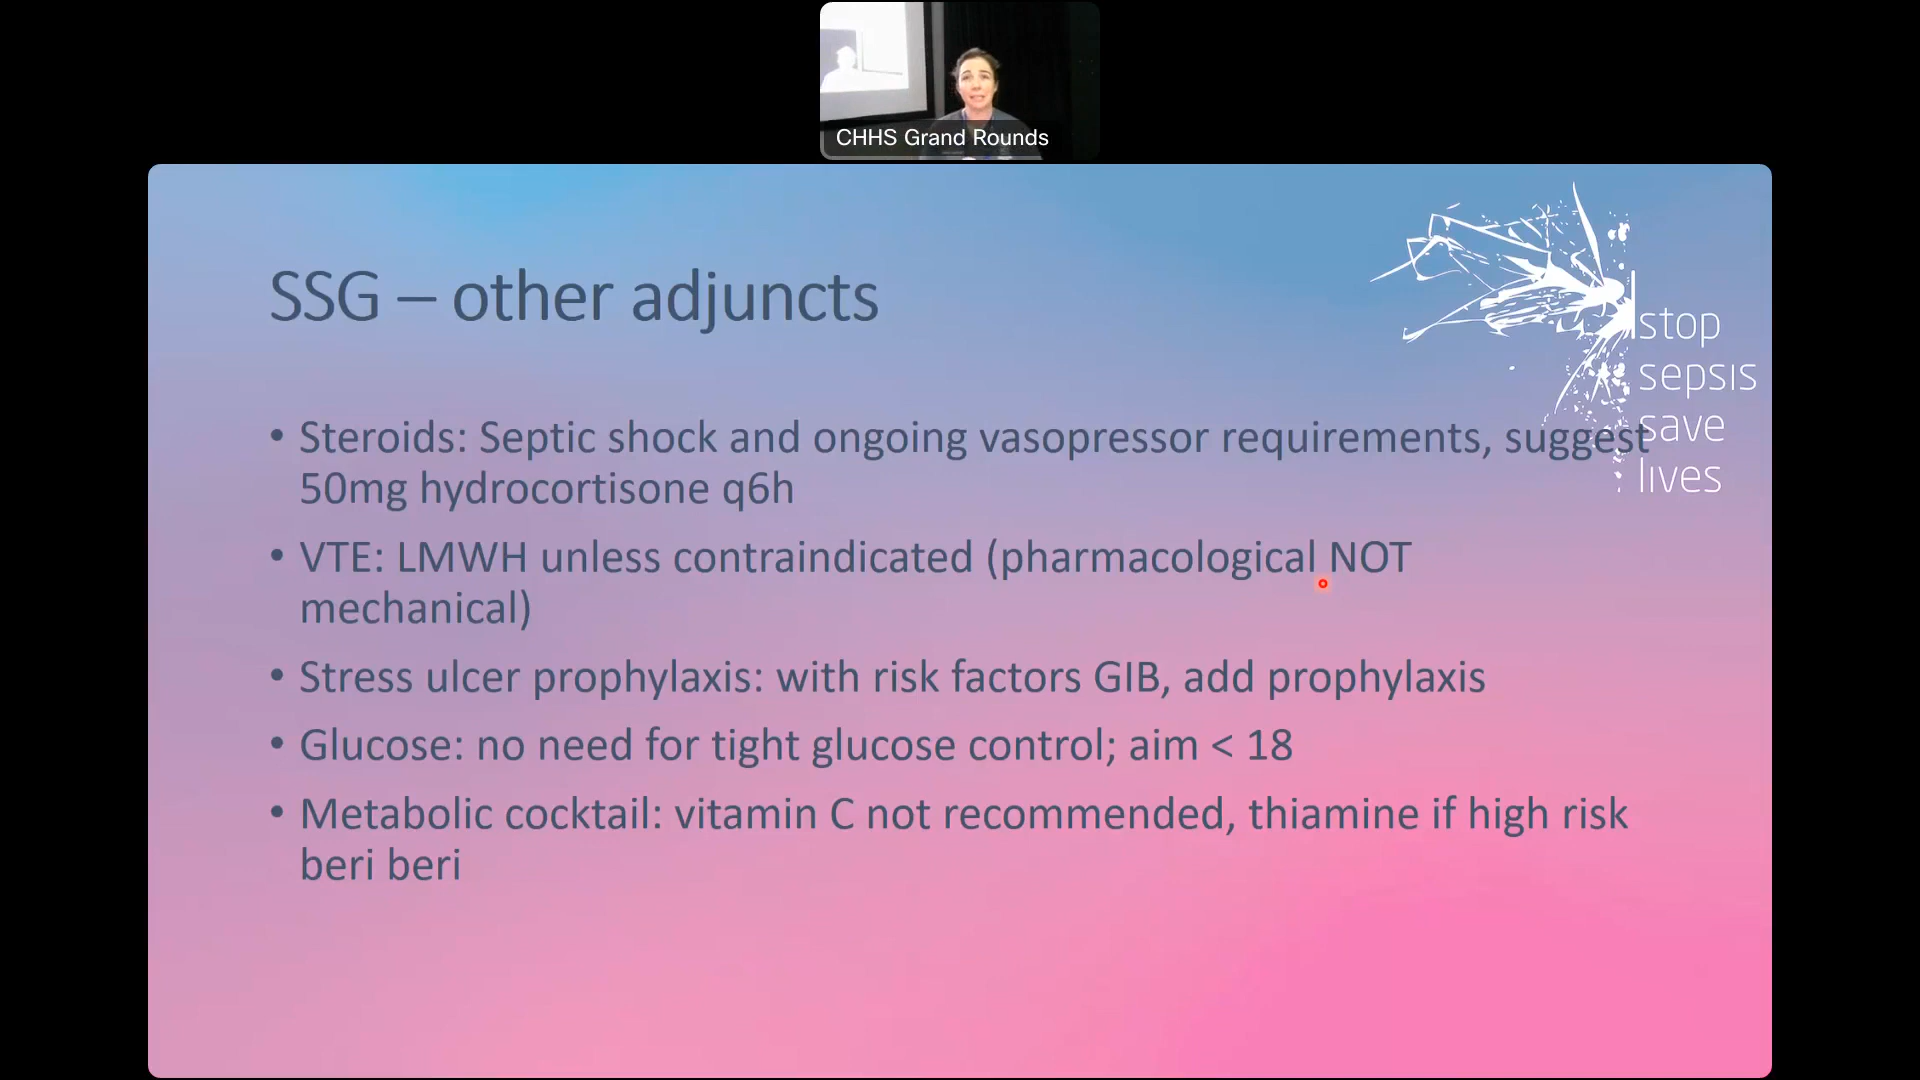 CHHS Grand Rounds
SSG – other adjuncts
stop
sepsis
save
lives
• Steroids: Septic shock and ongoing vasopressor requirements, suggest
50mg hydrocortisone q6h
• VTE: LMWH unless contraindicated (pharmacological NOT
mechanical)
• Stress ulcer prophylaxis: with risk factors GIB, add prophylaxis
• Glucose: no need for tight glucose control; aim < 18
• Metabolic cocktail: vitamin C not recommended, thiamine if high risk
beri beri